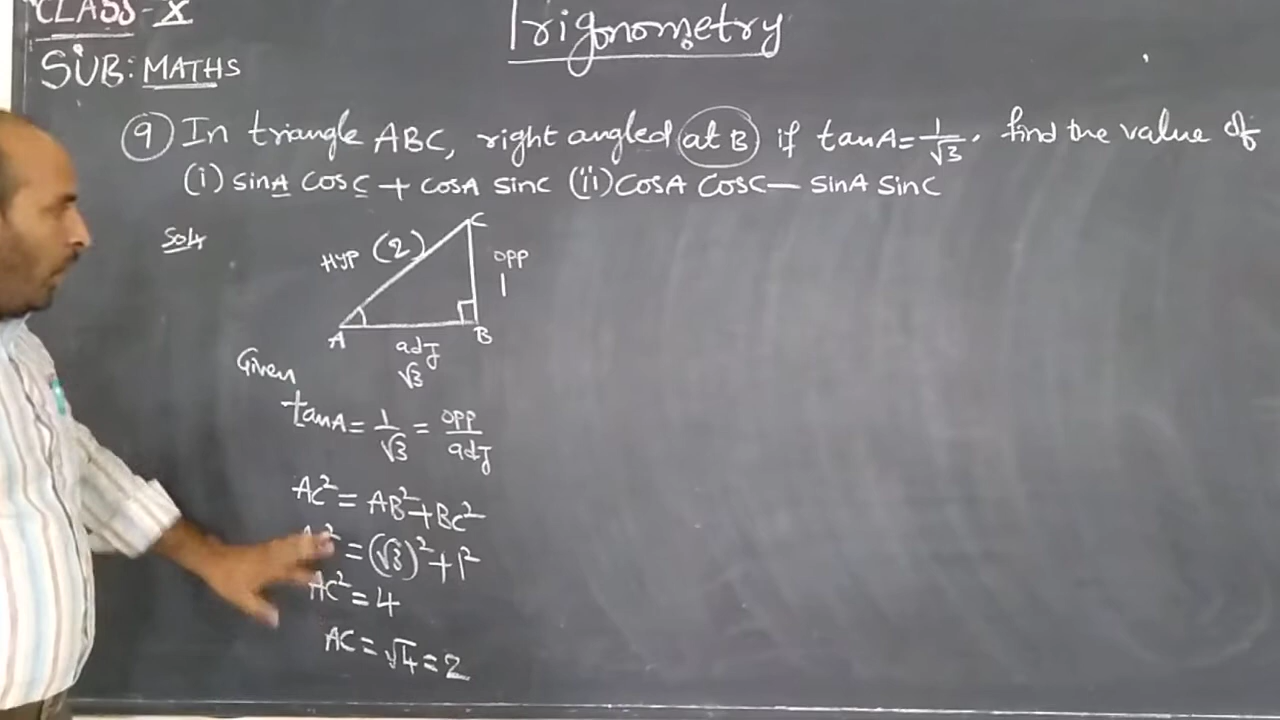 CLASS-X
Trigonometry
SUB: MATHS
9 In triangle ABC, right angled at B if tanA=1/√3. find the value of
(i) sinA cosC + cosA sinC (ii) cosA cosC - sinA sinC
Soln
C
HYP (2)
OPP
1
A
B
adj
√3
Given
tanA = 1/√3 = OPP/adj
AC² = AB² + BC²
= (√3)² + 1²
AC² = 4
AC = √4 = 2